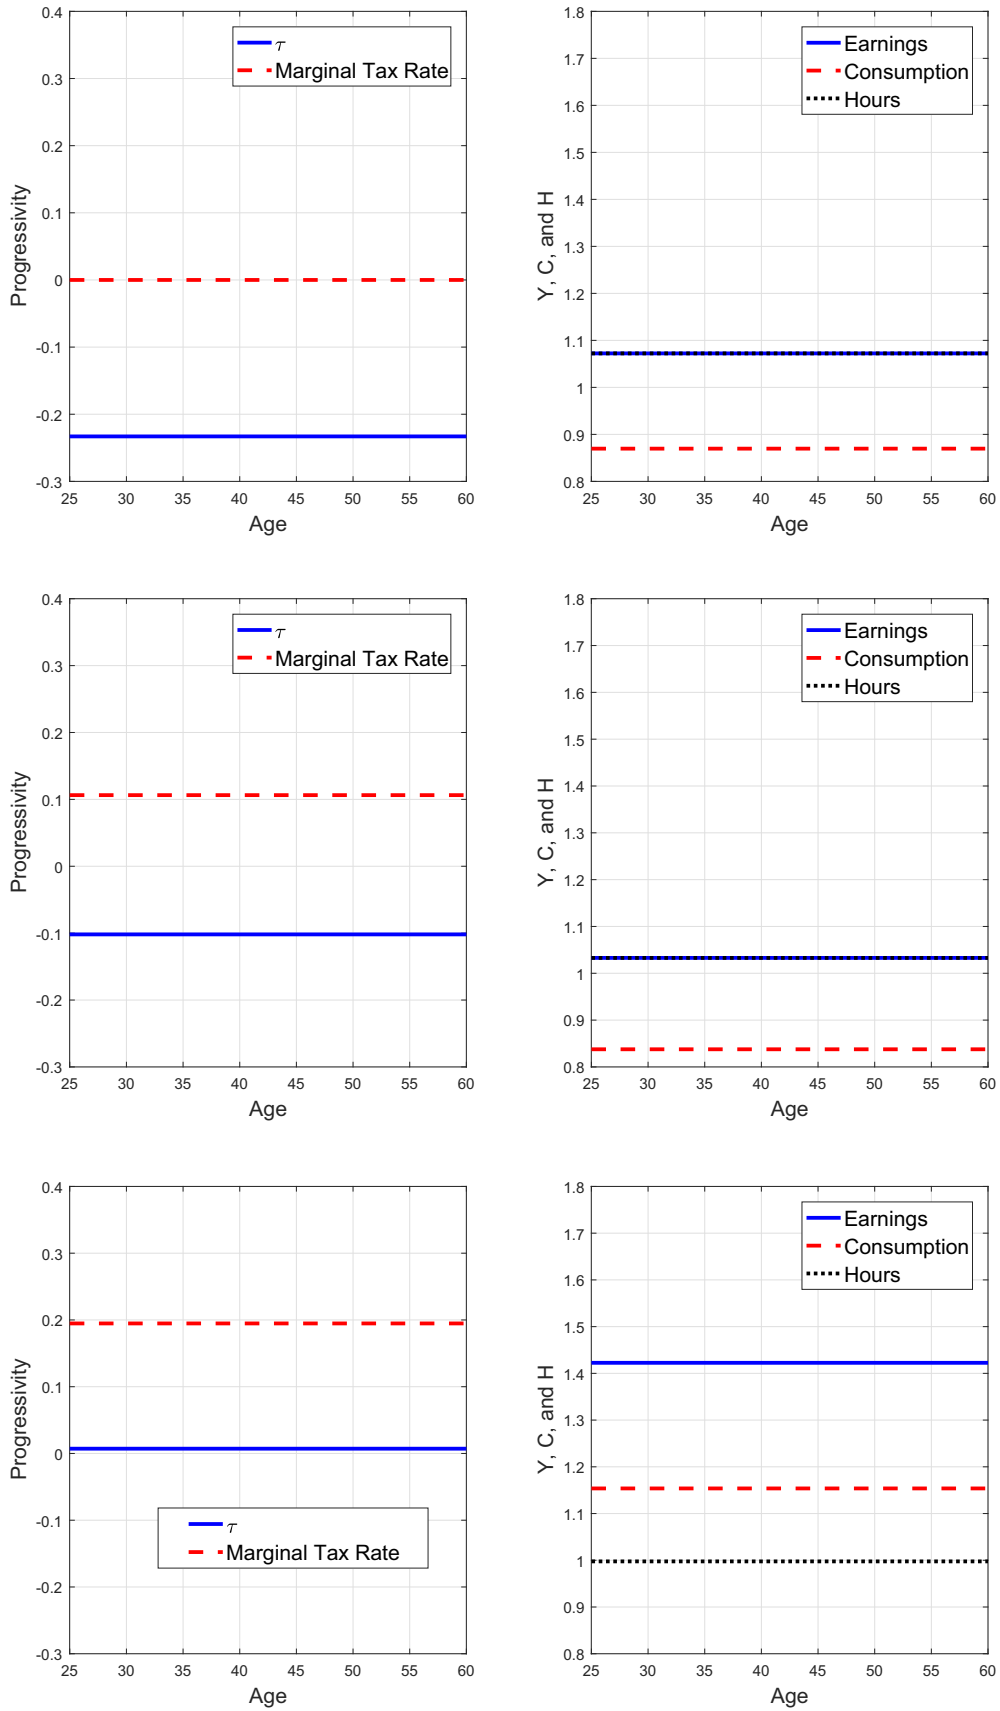 0.4
0.3
0.2
0.1
0
-0.1
-0.2
-0.3
Progressivity
τ
Marginal Tax Rate
25 30 35 40 45 50 55 60
Age
1.8
1.7
1.6
1.5
1.4
1.3
1.2
1.1
1
0.9
0.8
Y, C, and H
Earnings
Consumption
Hours
25 30 35 40 45 50 55 60
Age
0.4
0.3
0.2
0.1
0
-0.1
-0.2
-0.3
Progressivity
τ
Marginal Tax Rate
25 30 35 40 45 50 55 60
Age
1.8
1.7
1.6
1.5
1.4
1.3
1.2
1.1
1
0.9
0.8
Y, C, and H
Earnings
Consumption
Hours
25 30 35 40 45 50 55 60
Age
0.4
0.3
0.2
0.1
0
-0.1
-0.2
-0.3
Progressivity
τ
Marginal Tax Rate
25 30 35 40 45 50 55 60
Age
1.8
1.7
1.6
1.5
1.4
1.3
1.2
1.1
1
0.9
0.8
Y, C, and H
Earnings
Consumption
Hours
25 30 35 40 45 50 55 60
Age